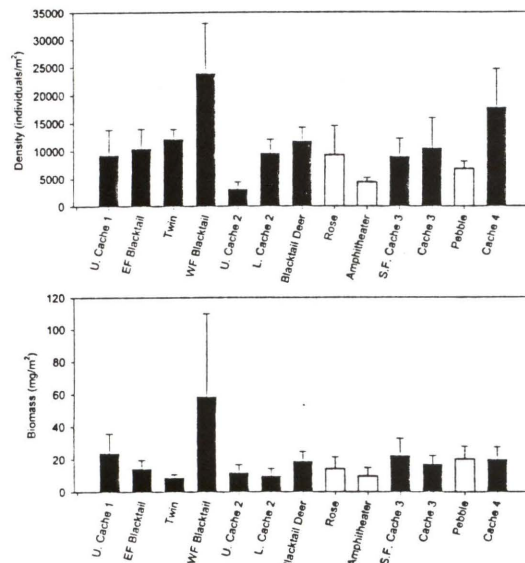 35000
30000
25000
20000
15000
10000
5000
0
Density (individuals/m²)
U. Cache 1
EF Blacktail
Twin
WF Blacktail
U. Cache 2
L. Cache 2
Blacktail Deer
Rose
Amphitheater
S.F. Cache 3
Cache 3
Pebble
Cache 4
120
100
80
60
40
20
0
Biomass (mg/m²)
U. Cache 1
EF Blacktail
Twin
WF Blacktail
U. Cache 2
L. Cache 2
Blacktail Deer
Rose
Amphitheater
S.F. Cache 3
Cache 3
Pebble
Cache 4